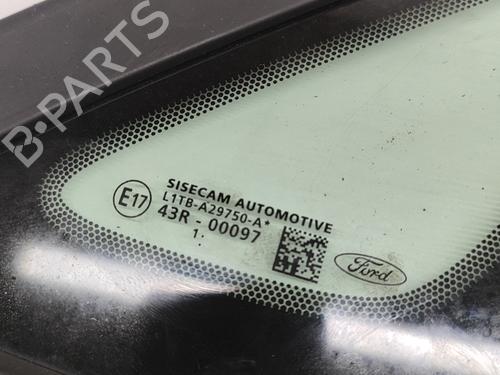 B-PARTS
SISECAM AUTOMOTIVE
E17
L1TB-A29750-A*
43R - 00097
1.
Ford